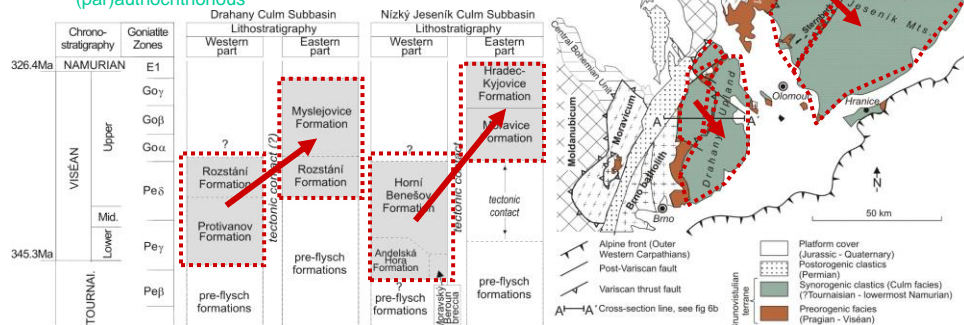 (par)authochthonous
Drahany Culm Subbasin
Nízký Jeseník Culm Subbasin
Chrono-
stratigraphy
Goniatite
Zones
Lithostratigraphy
Western
part
Eastern
part
Lithostratigraphy
Western
part
Eastern
part
326.4Ma
NAMURIAN
E1
Goγ
Goβ
Goα
Peδ
Peγ
Peβ
VISÉAN
Upper
Mid.
Lower
345.3Ma
TOURNAI.
?
Rozstání
Formation
Protivanov
Formation
pre-flysch
formations
tectonic contact (?)
Myslejovice
Formation
Rozstání
Formation
pre-flysch
formations
?
Horní
Benešov
Formation
Andelská
Hora
Formation
?
pre-flysch
formations
Moravský
Beroun
breccia
tectonic contact
Hradec-
Kyjovice
Formation
Moravice
Formation
tectonic
contact
pre-flysch
formations
Central Bohemian Unit
Moldanubicum
Moravicum
Brno batholith
Drahany Upland
Sternberk
Jeseník Mts.
Olomouc
Hranice
Brno
A
A'
N
50 km
Alpine front (Outer
Western Carpathians)
Post-Variscan fault
Variscan thrust fault
A A' Cross-section line, see fig 6b
Platform cover
(Jurassic - Quaternary)
Postorogenic clastics
(Permian)
Synorogenic clastics (Culm facies)
(?Tournaisian - lowermost Namurian)
Preorogenic facies
(Pragian - Viséan)
terrane